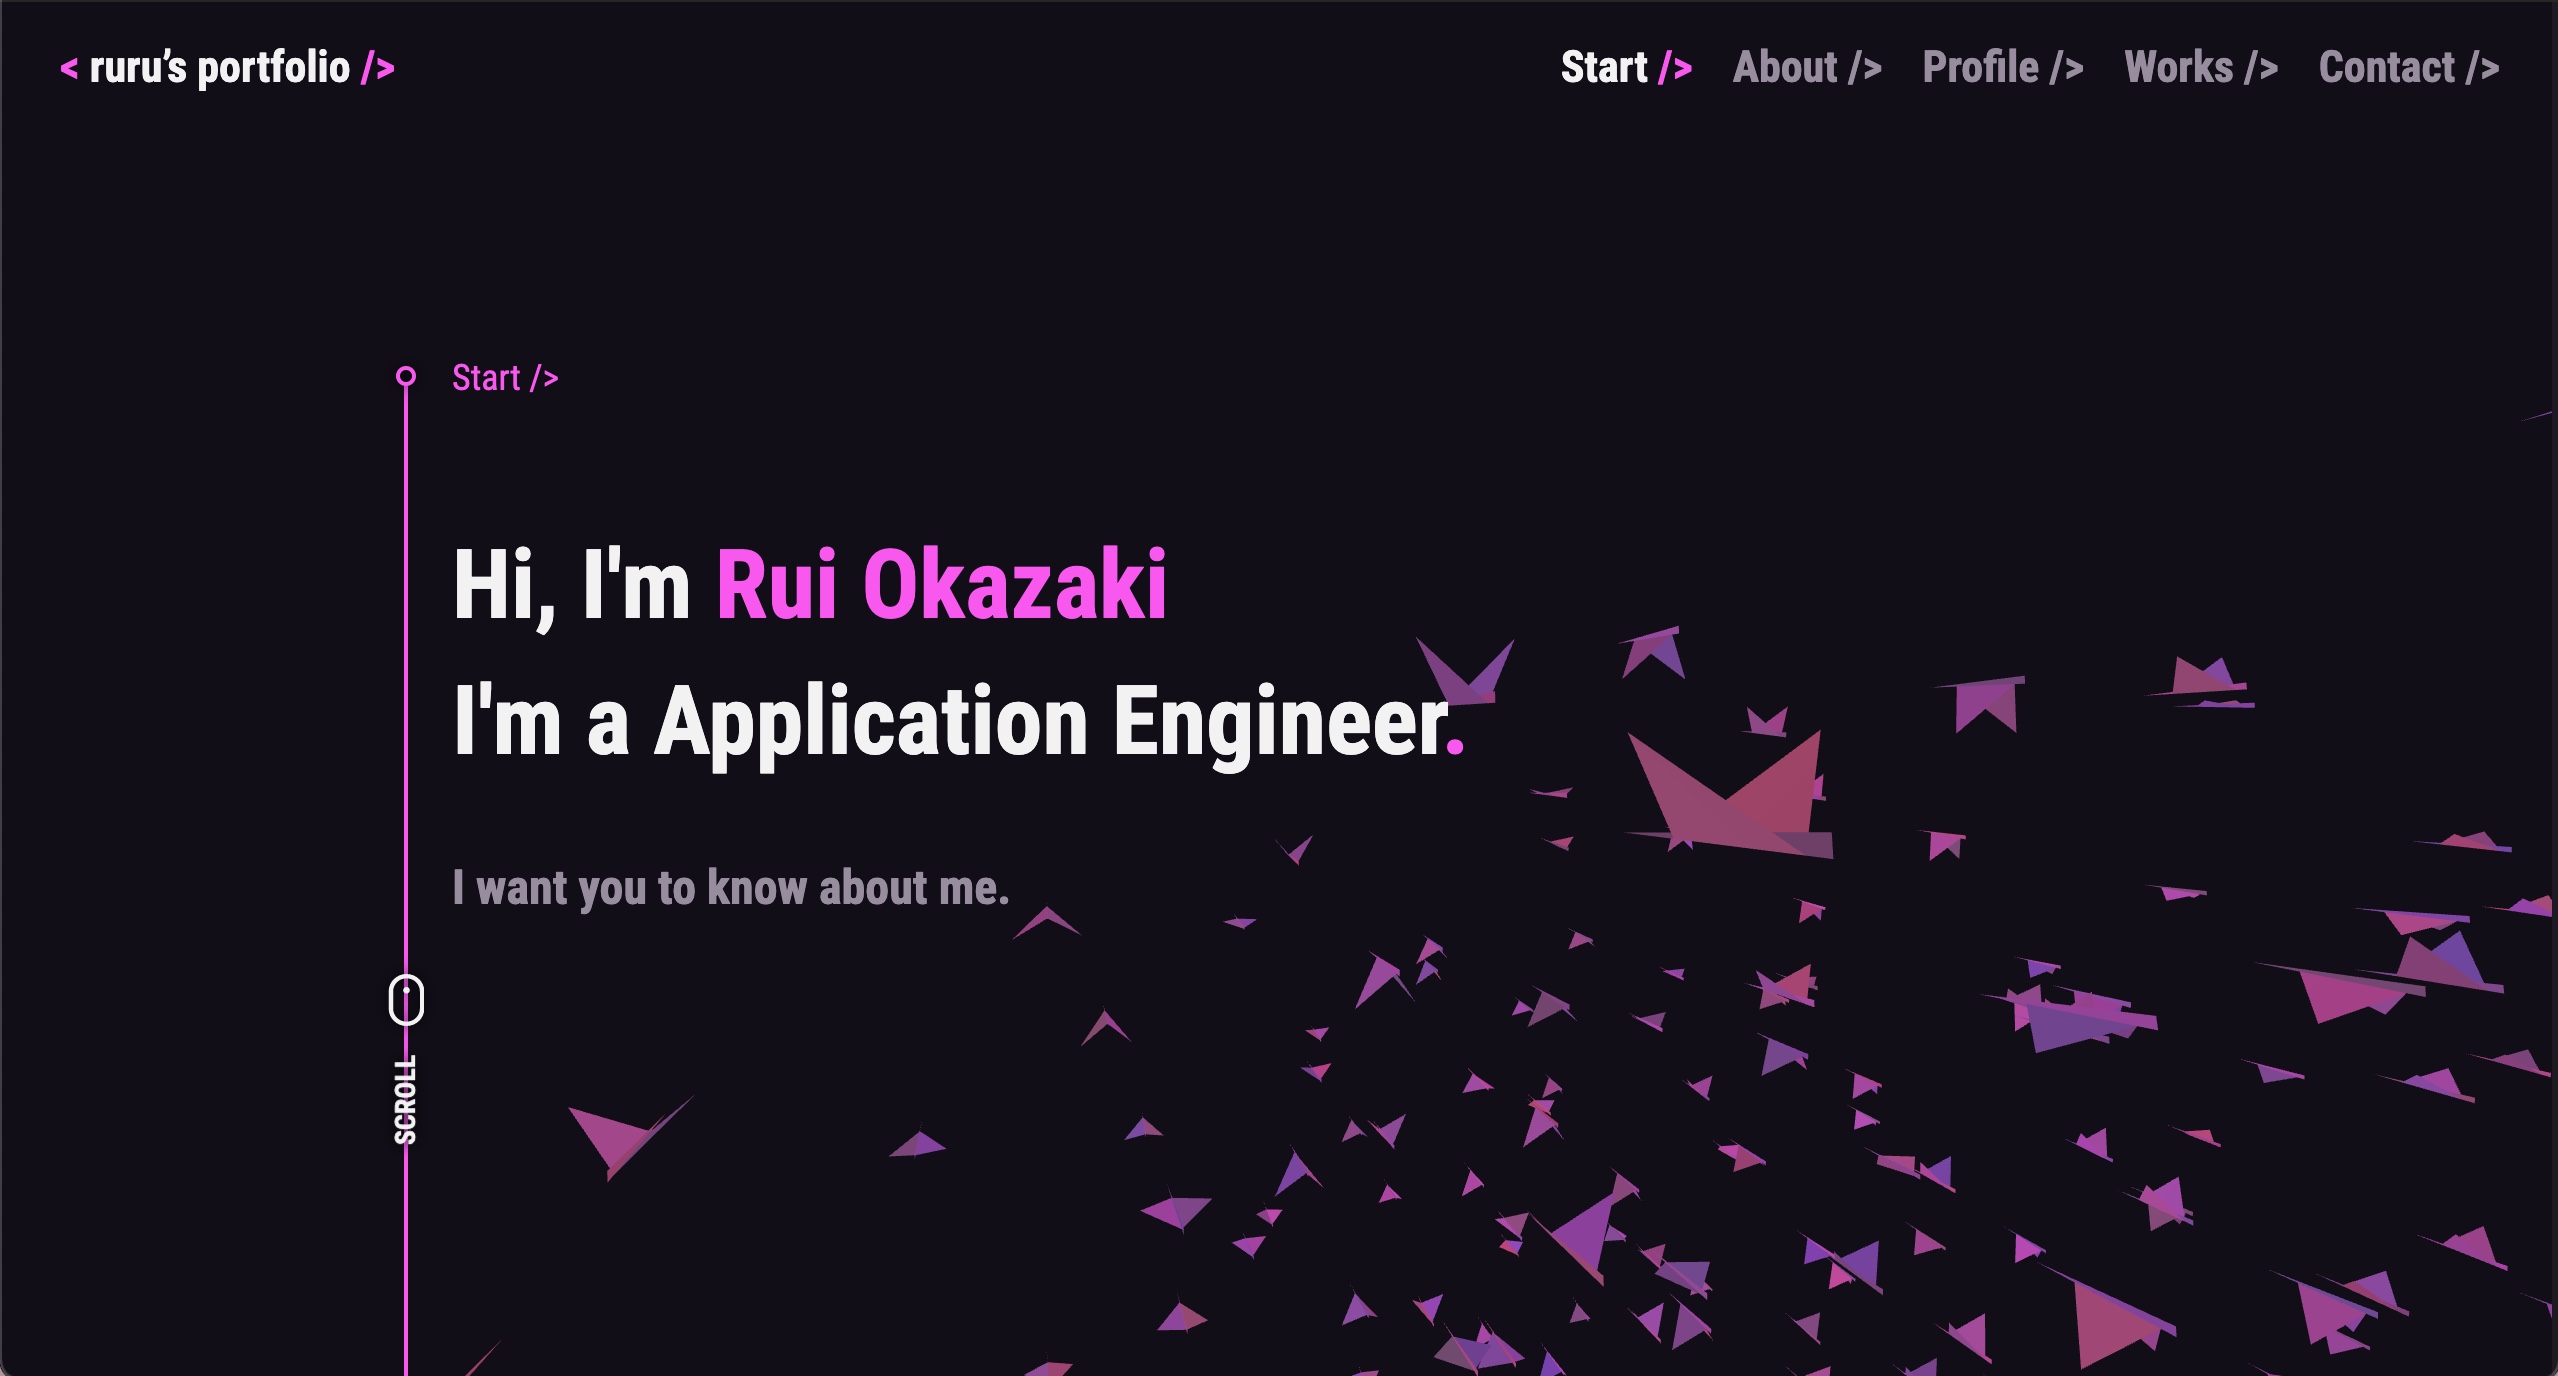 < ruru’s portfolio />
Start /> About /> Profile /> Works /> Contact />
Start />
Hi, I'm Rui Okazaki
I'm a Application Engineer.
I want you to know about me.
SCROLL